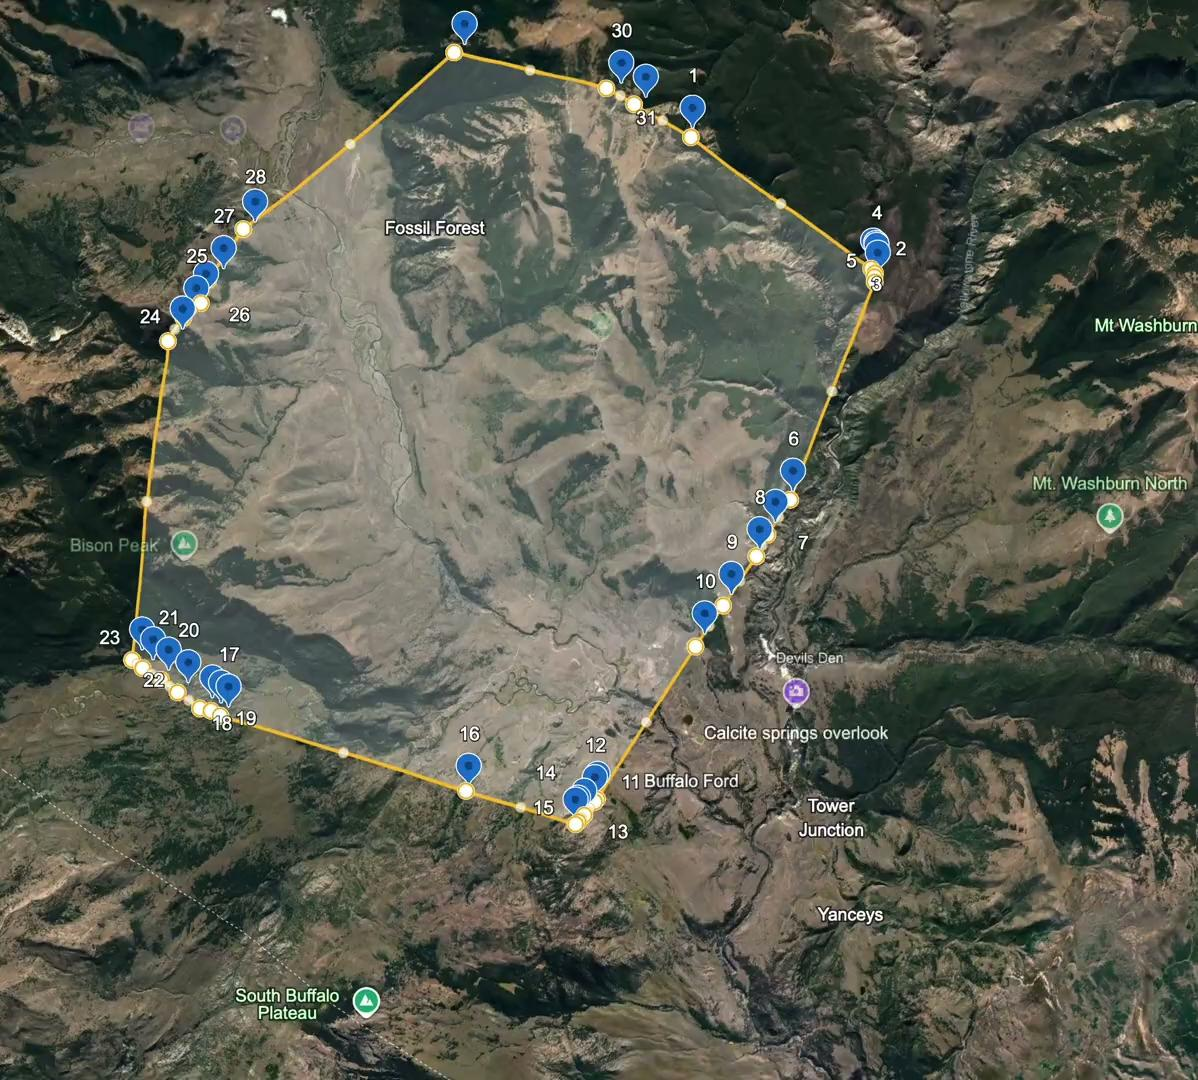 30
1
31
28
27
Fossil Forest
4
2
5
3
25
26
24
Mt Washburn
6
Mt. Washburn North
8
7
9
Bison Peak
10
21
20
23
17
22
Devils Den
18
19
Calcite springs overlook
16
12
14
11
Buffalo Ford
15
13
Tower
Junction
Yanceys
South Buffalo
Plateau